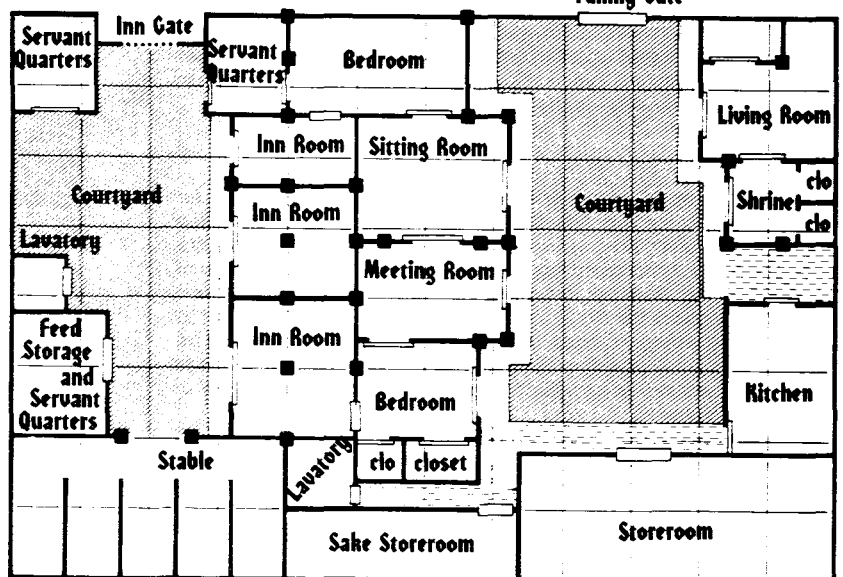 Inn Gate
Servant
Quarters
Servant
Quarters
Bedroom
Living Room
Inn Room
Sitting Room
Courtyard
Inn Room
Courtyard
Shrine
clo
clo
Lavatory
Meeting Room
Feed
Storage
and
Servant
Quarters
Inn Room
Bedroom
Kitchen
Stable
Lavatory
clo
closet
Sake Storeroom
Storeroom